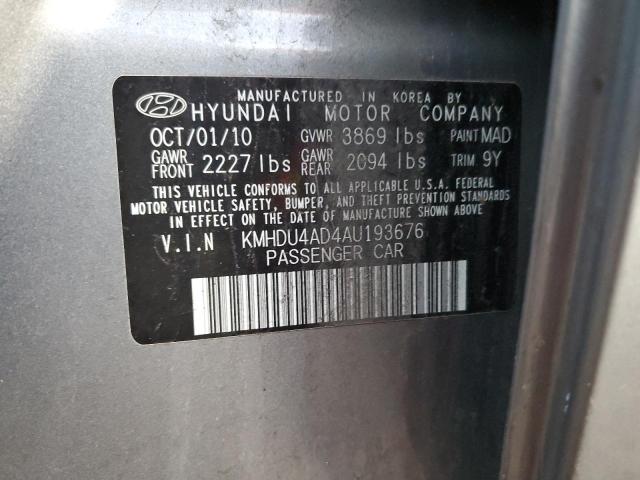 MANUFACTURED IN KOREA BY
HYUNDAI MOTOR COMPANY
OCT/01/10 GVWR 3869 lbs PAINT MAD
GAWR FRONT 2227 lbs GAWR REAR 2094 lbs TRIM 9Y
THIS VEHICLE CONFORMS TO ALL APPLICABLE U.S.A. FEDERAL
MOTOR VEHICLE SAFETY, BUMPER, AND THEFT PREVENTION STANDARDS
IN EFFECT ON THE DATE OF MANUFACTURE SHOWN ABOVE.
V.I.N KMHDU4AD4AU193676
PASSENGER CAR